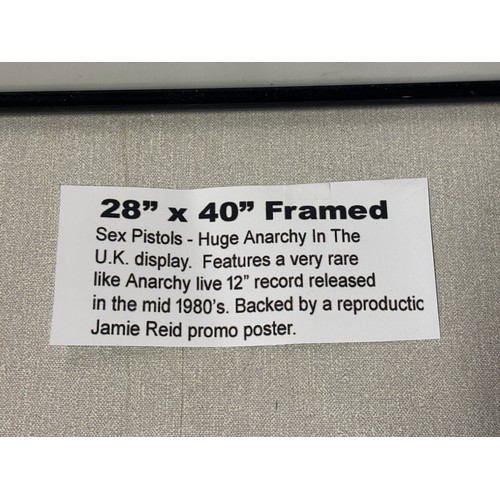 28” x 40” Framed
Sex Pistols - Huge Anarchy In The
U.K. display. Features a very rare
like Anarchy live 12” record released
in the mid 1980’s. Backed by a reproductic
Jamie Reid promo poster.